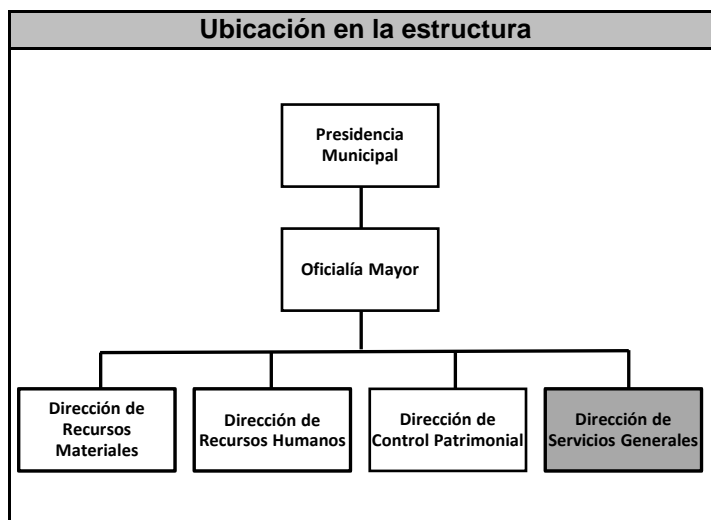 Ubicación en la estructura
Presidencia
Municipal
Oficialía Mayor
Dirección de
Recursos
Materiales
Dirección de
Recursos Humanos
Dirección de
Control Patrimonial
Dirección de
Servicios Generales